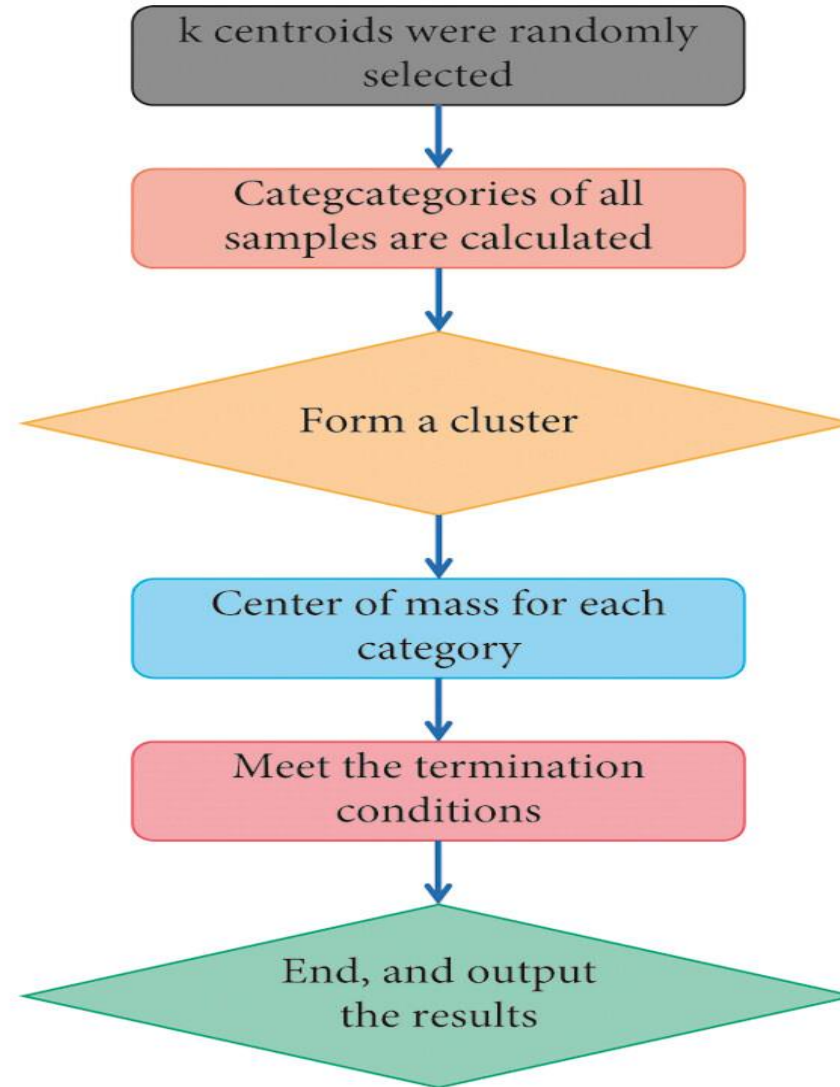 k centroids were randomly
selected
Categcategories of all
samples are calculated
Form a cluster
Center of mass for each
category
Meet the termination
conditions
End, and output
the results